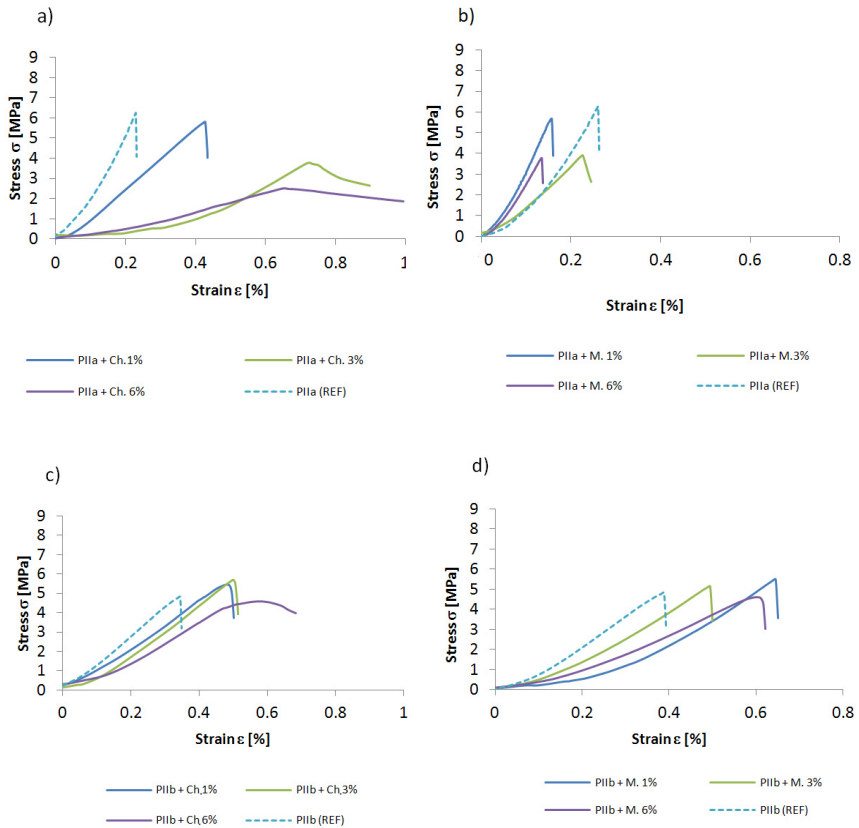 a)
9
8
7
6
5
4
3
2
1
0
Stress σ [MPa]
0 0.2 0.4 0.6 0.8 1
Strain ε [%]
PIIa + Ch. 1%
PIIa + Ch. 3%
PIIa + Ch. 6%
PIIa (REF)
b)
9
8
7
6
5
4
3
2
1
0
Stress σ [MPa]
0 0.2 0.4 0.6 0.8
Strain ε [%]
PIIa + M. 1%
PIIa+ M.3%
PIIa + M. 6%
PIIa (REF)
c)
9
8
7
6
5
4
3
2
1
0
Stress σ [MPa]
0 0.2 0.4 0.6 0.8 1
Strain ε [%]
PIIb + Ch,1%
PIIb + Ch,3%
PIIb + Ch,6%
PIIb (REF)
d)
9
8
7
6
5
4
3
2
1
0
Stress σ [MPa]
0 0.2 0.4 0.6 0.8
Strain ε [%]
PIIb + M. 1%
PIIb + M. 3%
PIIb + M. 6%
PIIb (REF)